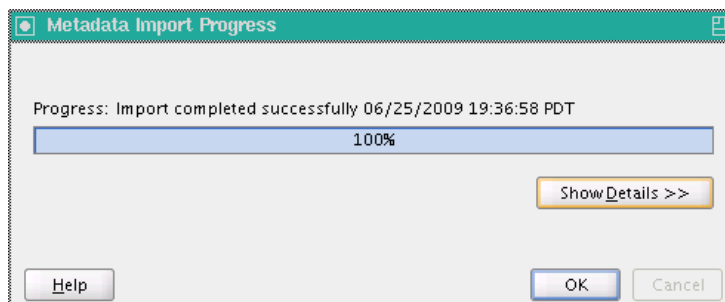 Metadata Import Progress
Progress: Import completed successfully 06/25/2009 19:36:58 PDT
100%
Show Details >>
Help
OK
Cancel